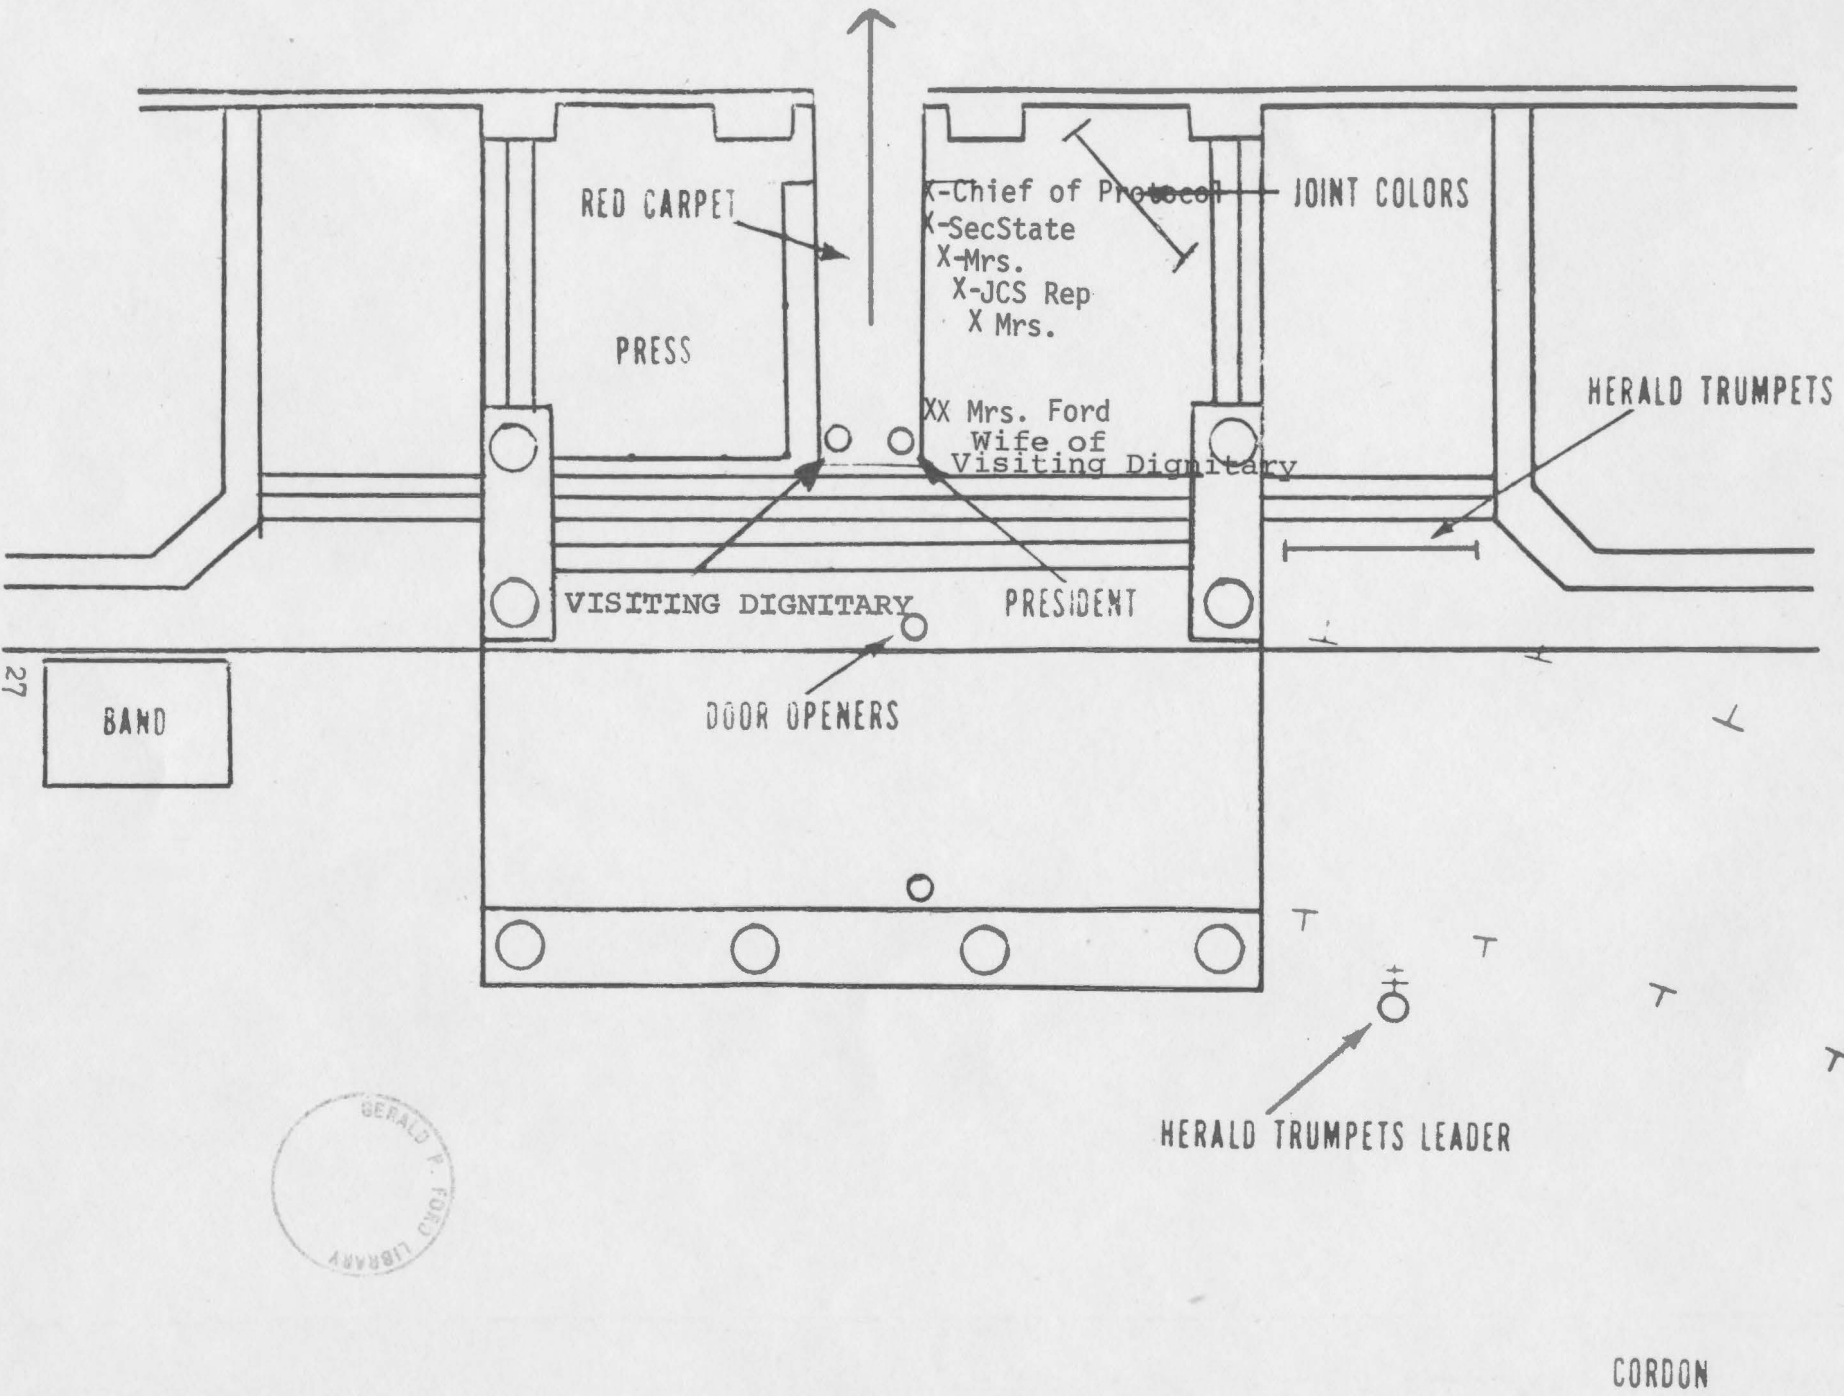 RED CARPET
X-Chief of Protocol
JOINT COLORS
X-SecState
X-Mrs.
X-JCS Rep
X Mrs.
PRESS
HERALD TRUMPETS
XX Mrs. Ford
Wife of
Visiting Dignitary
VISITING DIGNITARY
PRESIDENT
27
BAND
DOOR OPENERS
HERALD TRUMPETS LEADER
GERALD R. FORD LIBRARY
CORDON